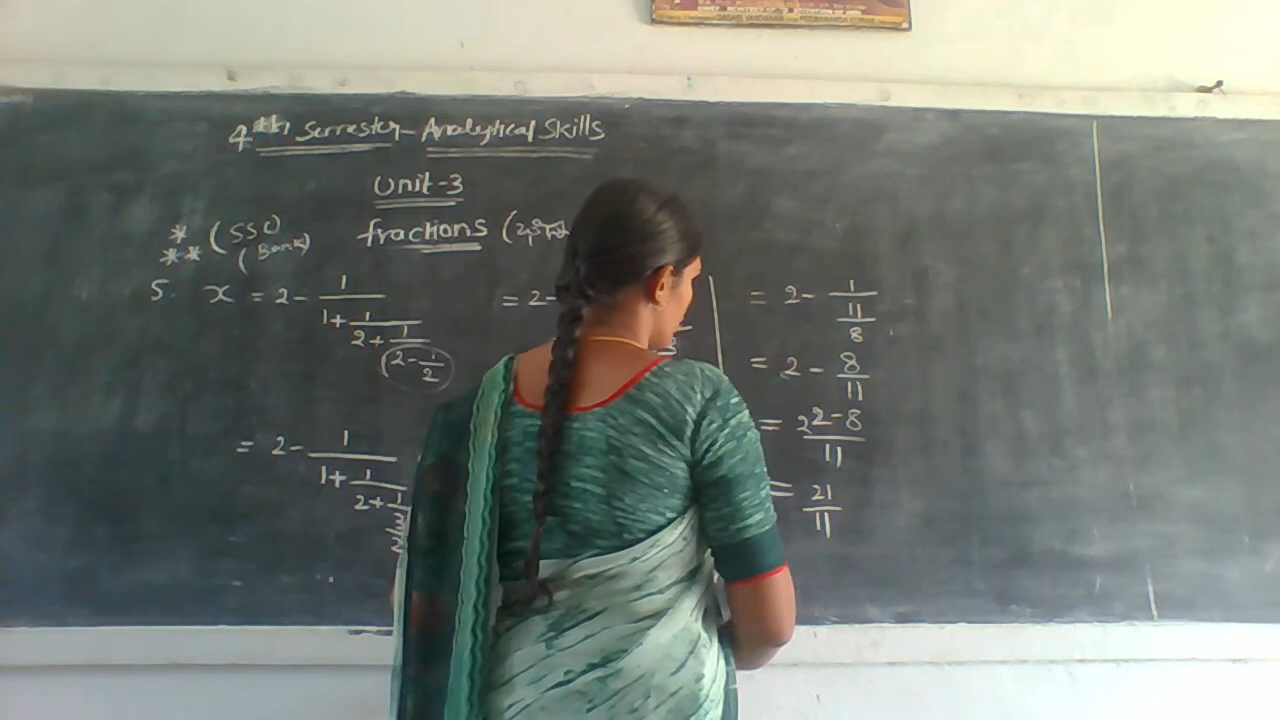 4th Semester - Analytical Skills
Unit-3
* (SSC)
** (Bank)
fractions
5. x = 2 - 1/(1 + 1/(2 + 1/(2 - 1/2)))
= 2 - 1/(1 + 1/(2 + 1/(3/2)))
= 2 -
= 2 - 1/(11/8)
= 2 - 8/11
= 22-8/11
= 21/11